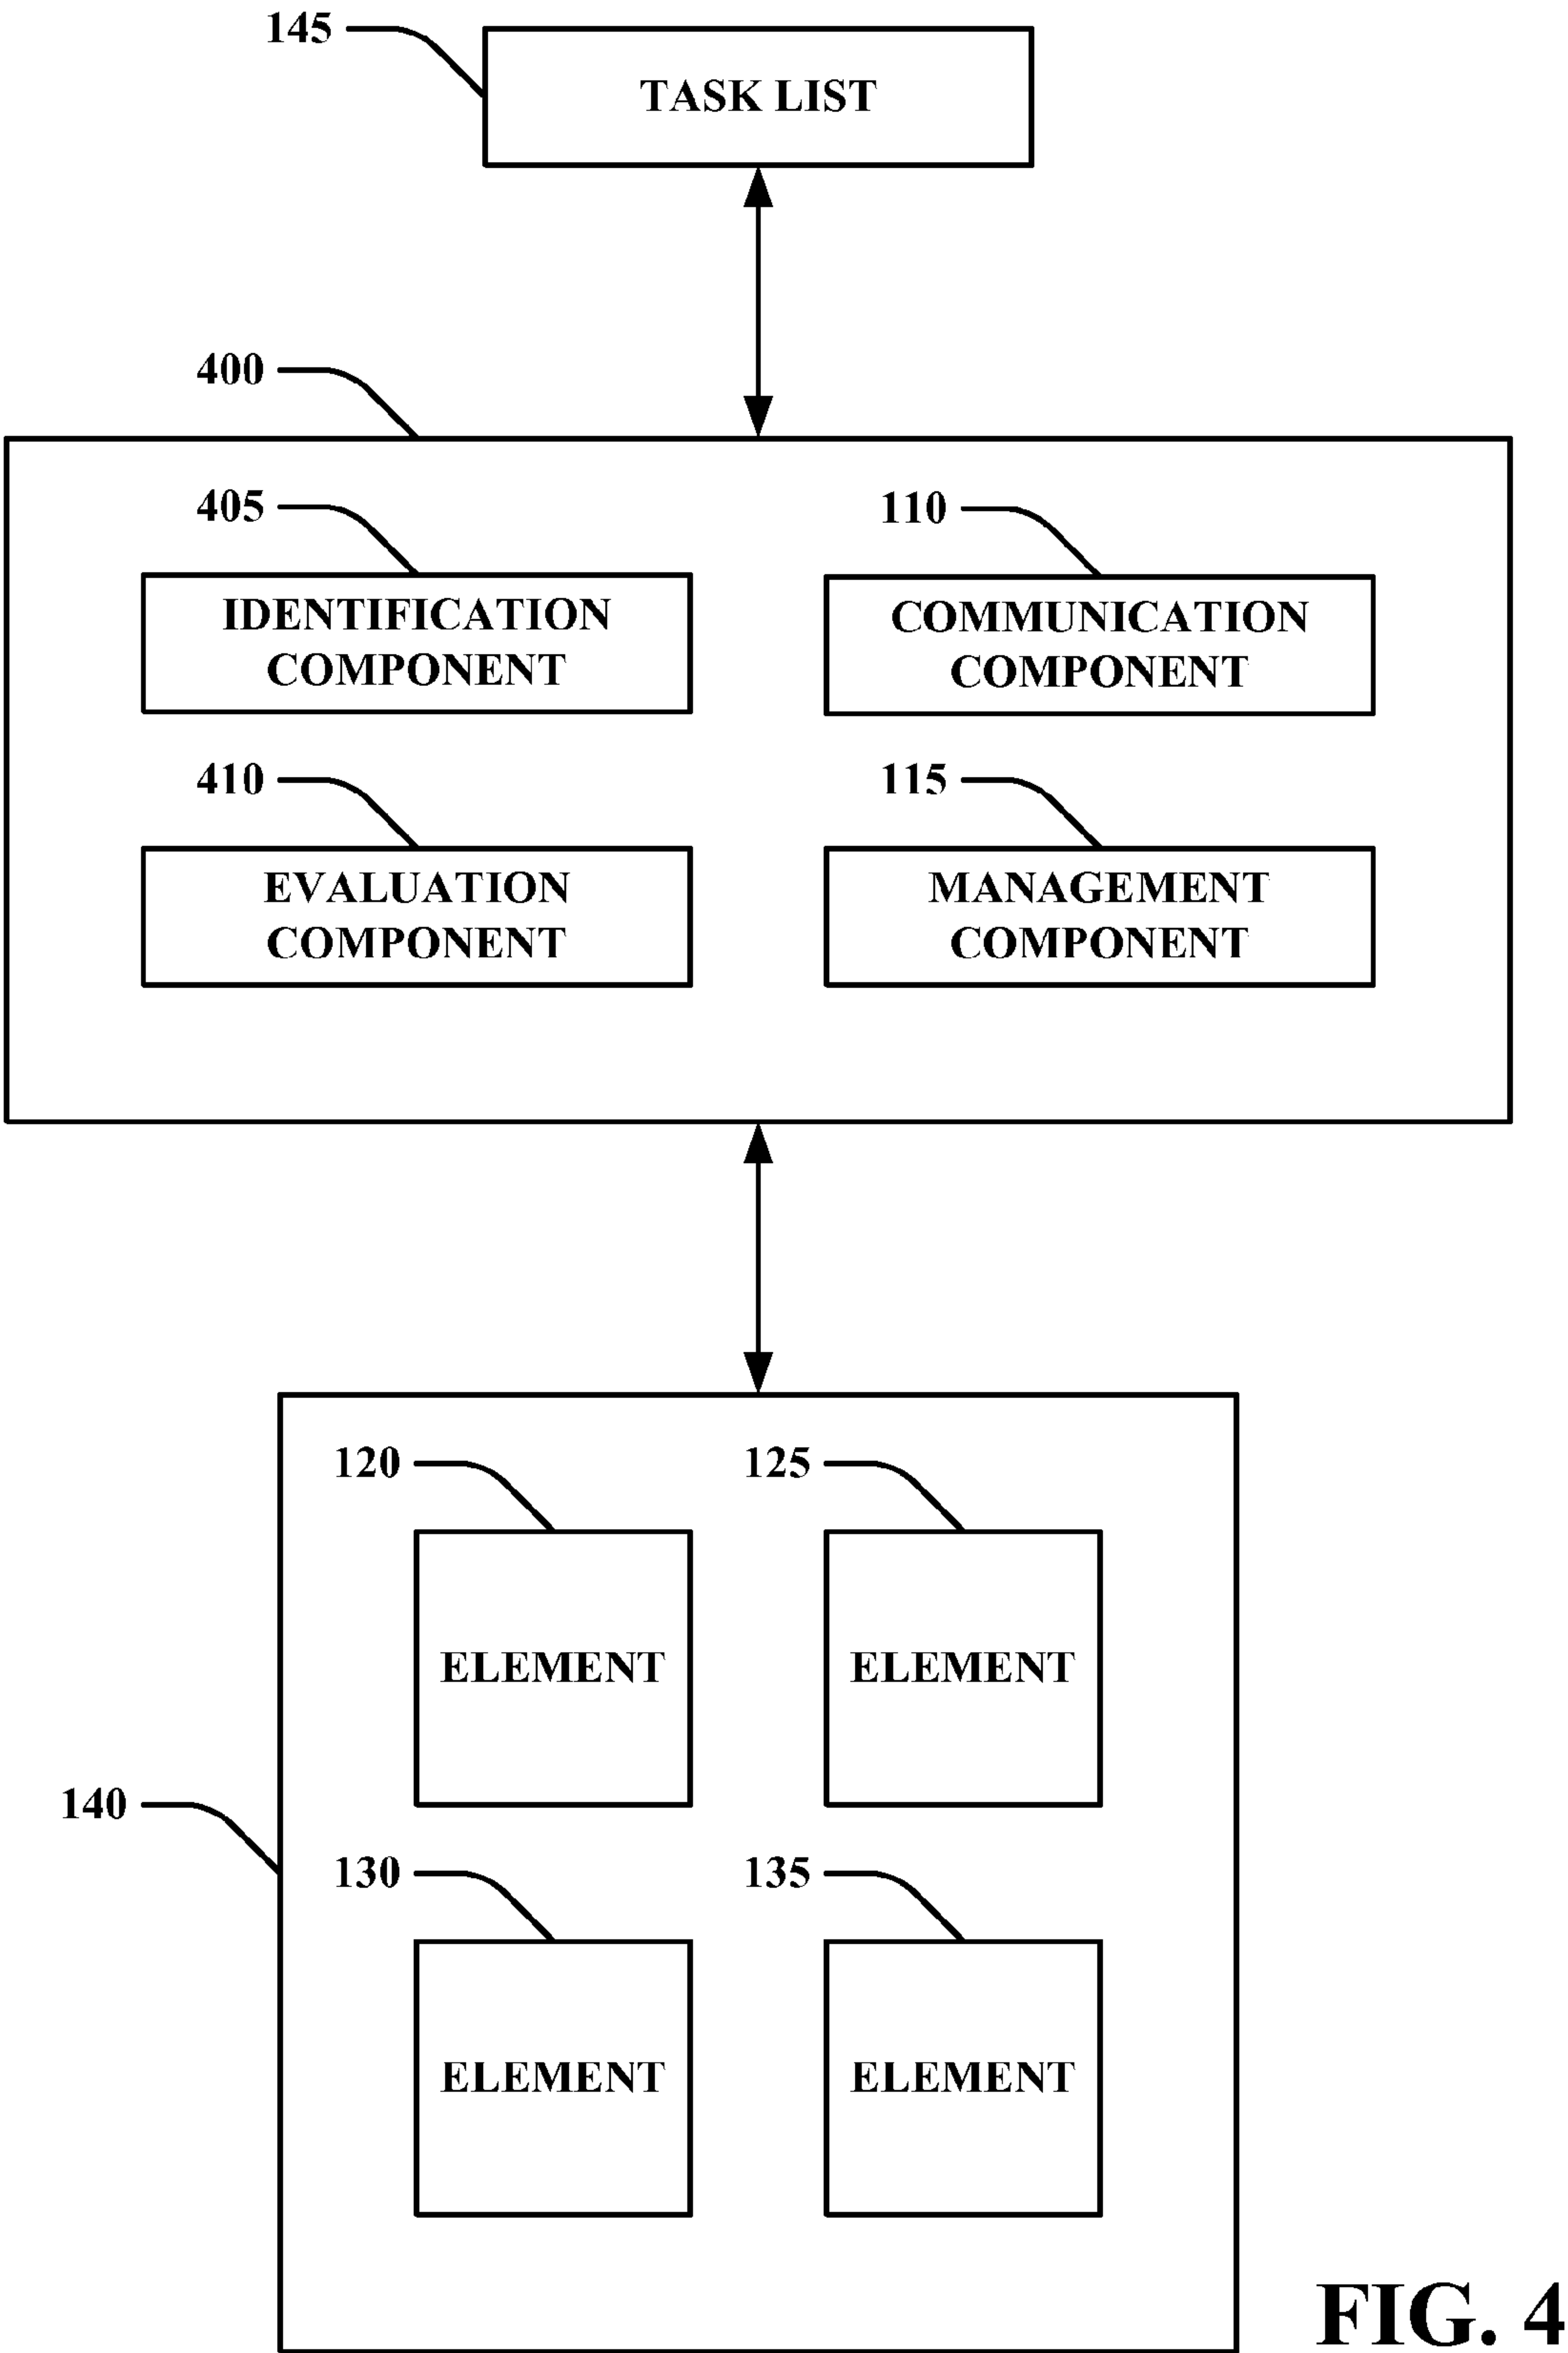 145
TASK LIST
400
405
110
IDENTIFICATION
COMPONENT
COMMUNICATION
COMPONENT
410
115
EVALUATION
COMPONENT
MANAGEMENT
COMPONENT
120
125
ELEMENT
ELEMENT
140
130
135
ELEMENT
ELEMENT
FIG. 4